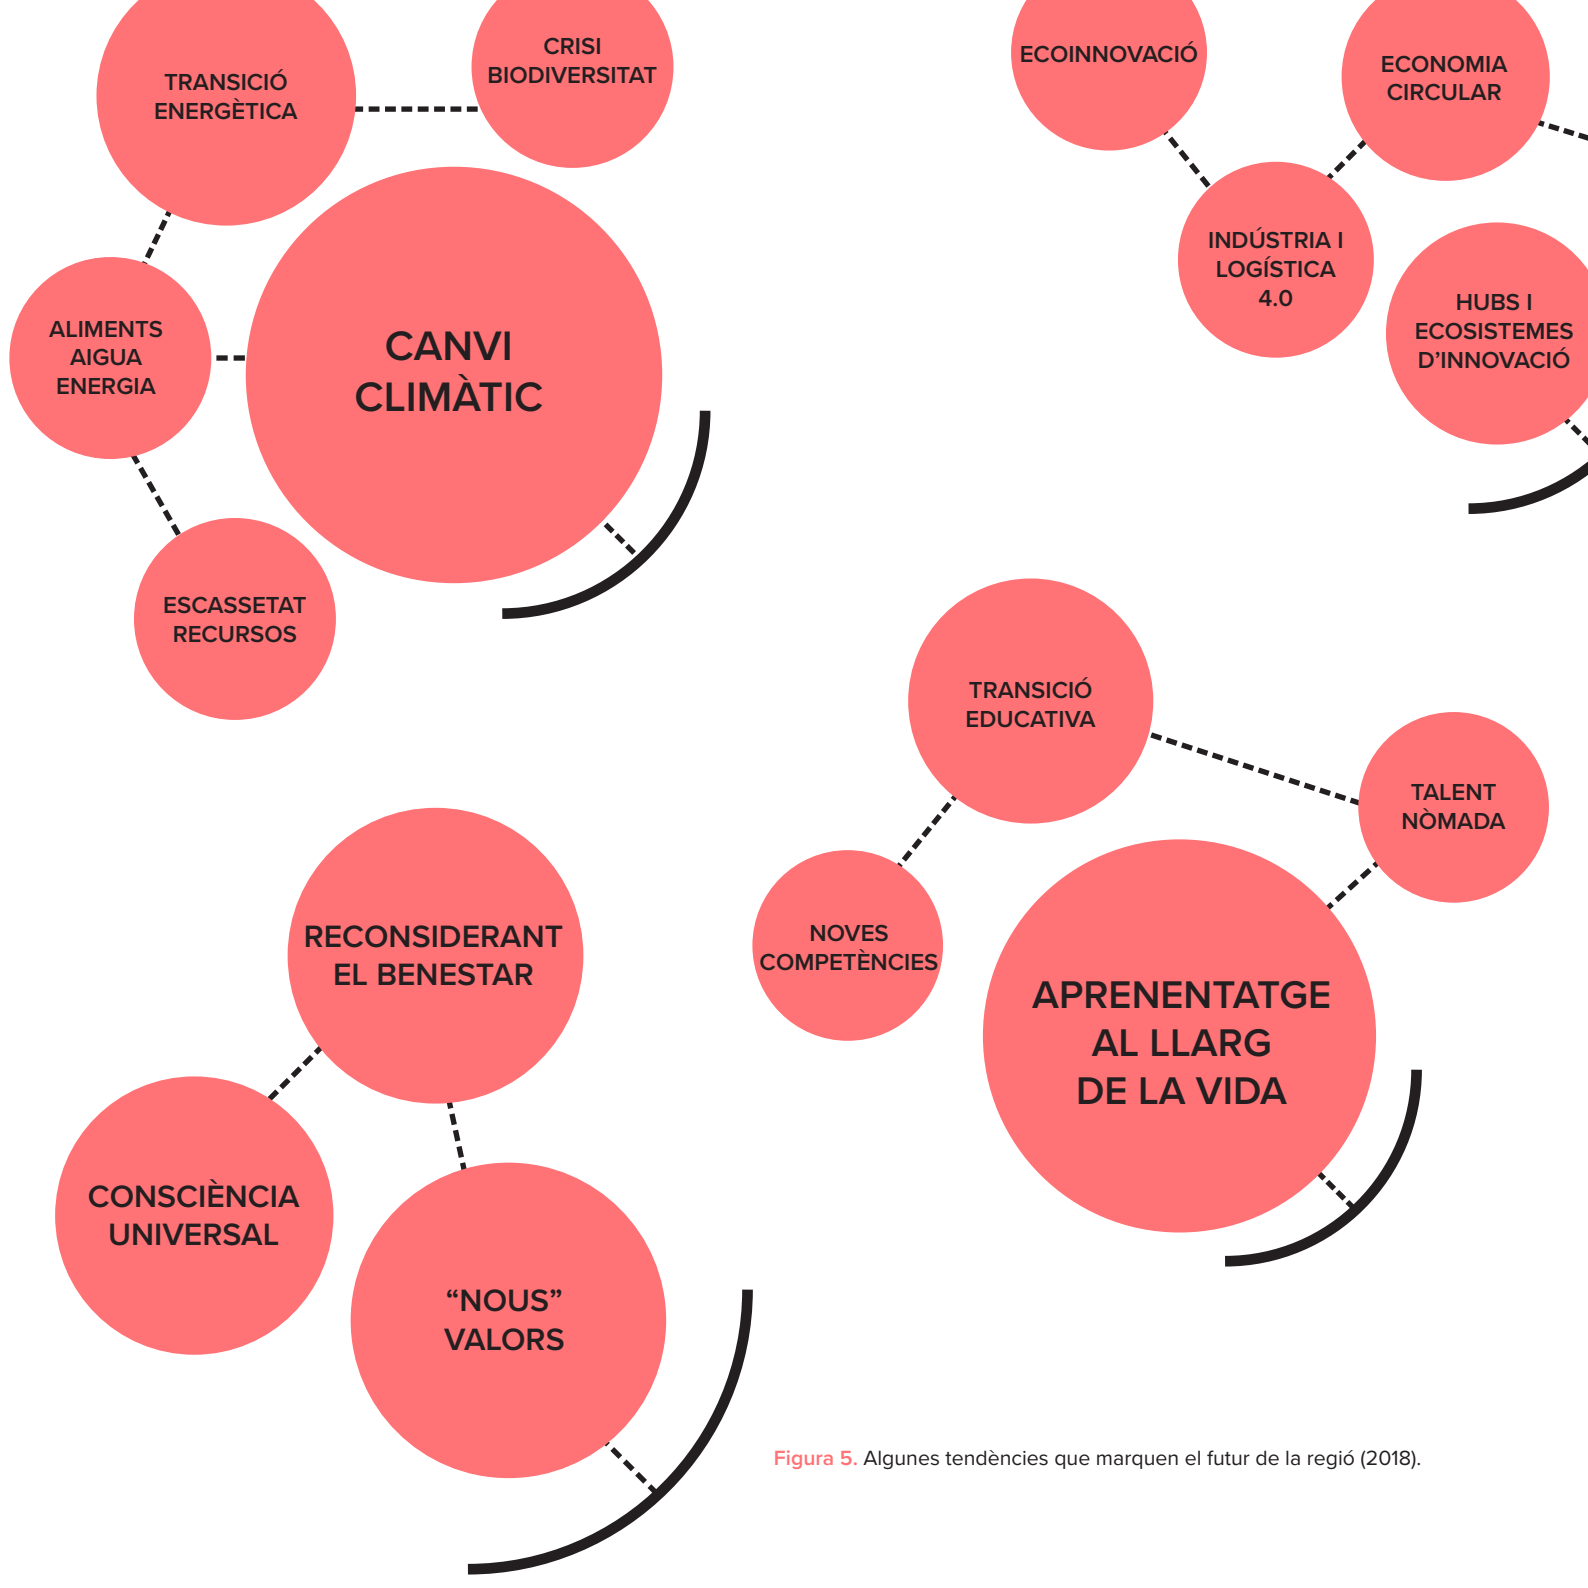 TRANSICIÓ
ENERGÈTICA
CRISI
BIODIVERSITAT
ALIMENTS
AIGUA
ENERGIA
CANVI
CLIMÀTIC
ESCASSETAT
RECURSOS
ECOINNOVACIÓ
ECONOMIA
CIRCULAR
INDÚSTRIA I
LOGÍSTICA
4.0
HUBS I
ECOSISTEMES
D’INNOVACIÓ
TRANSICIÓ
EDUCATIVA
TALENT
NÒMADA
NOVES
COMPETÈNCIES
APRENENTATGE
AL LLARG
DE LA VIDA
RECONSIDERANT
EL BENESTAR
CONSCIÈNCIA
UNIVERSAL
“NOUS”
VALORS
Figura 5. Algunes tendències que marquen el futur de la regió (2018).